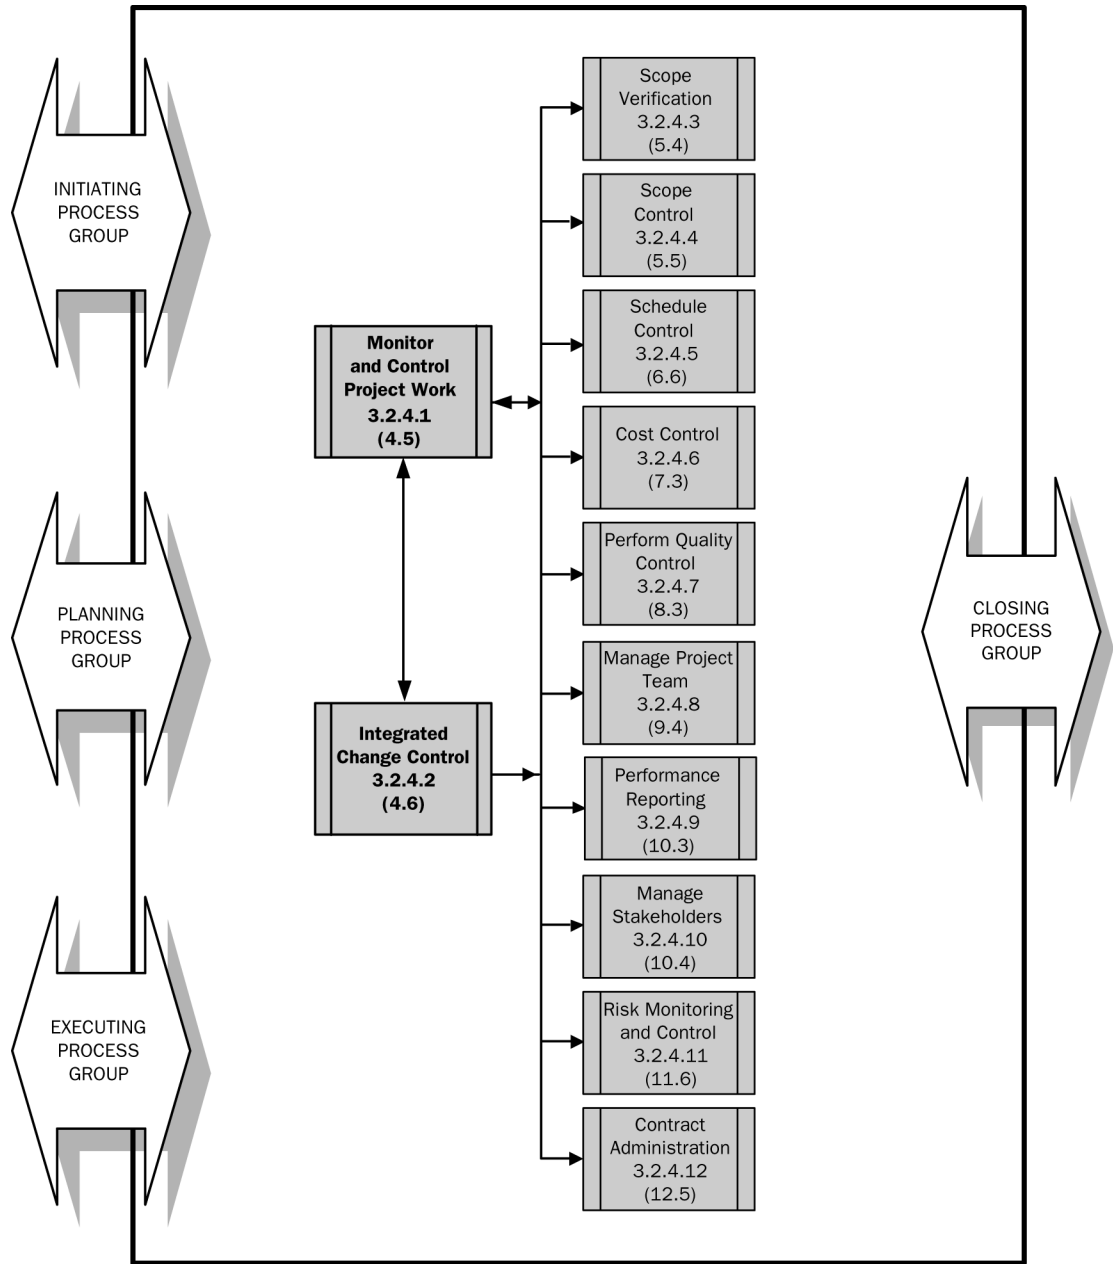 INITIATING
PROCESS
GROUP
PLANNING
PROCESS
GROUP
EXECUTING
PROCESS
GROUP
Monitor
and Control
Project Work
3.2.4.1
(4.5)
Integrated
Change Control
3.2.4.2
(4.6)
Scope
Verification
3.2.4.3
(5.4)
Scope
Control
3.2.4.4
(5.5)
Schedule
Control
3.2.4.5
(6.6)
Cost Control
3.2.4.6
(7.3)
Perform Quality
Control
3.2.4.7
(8.3)
Manage Project
Team
3.2.4.8
(9.4)
Performance
Reporting
3.2.4.9
(10.3)
Manage
Stakeholders
3.2.4.10
(10.4)
Risk Monitoring
and Control
3.2.4.11
(11.6)
Contract
Administration
3.2.4.12
(12.5)
CLOSING
PROCESS
GROUP